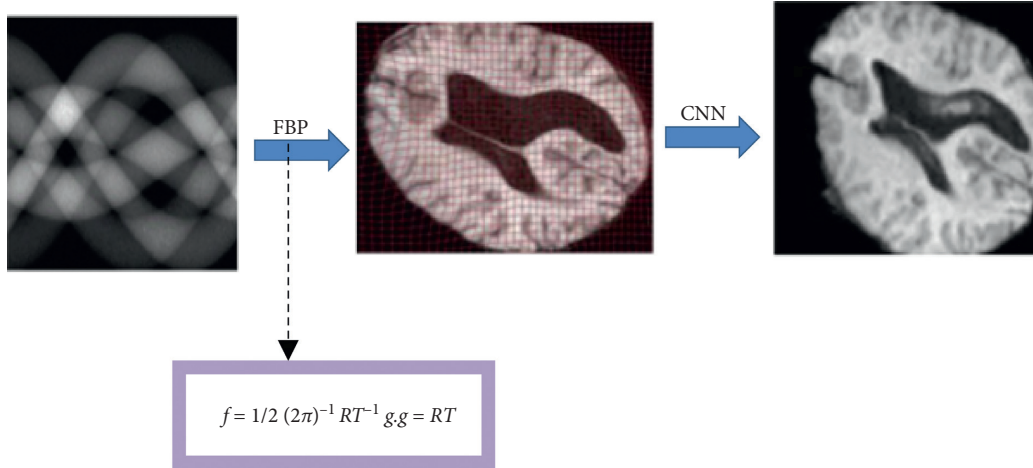 FBP
CNN
f = 1/2 (2π)⁻¹ RT⁻¹ g.g = RT